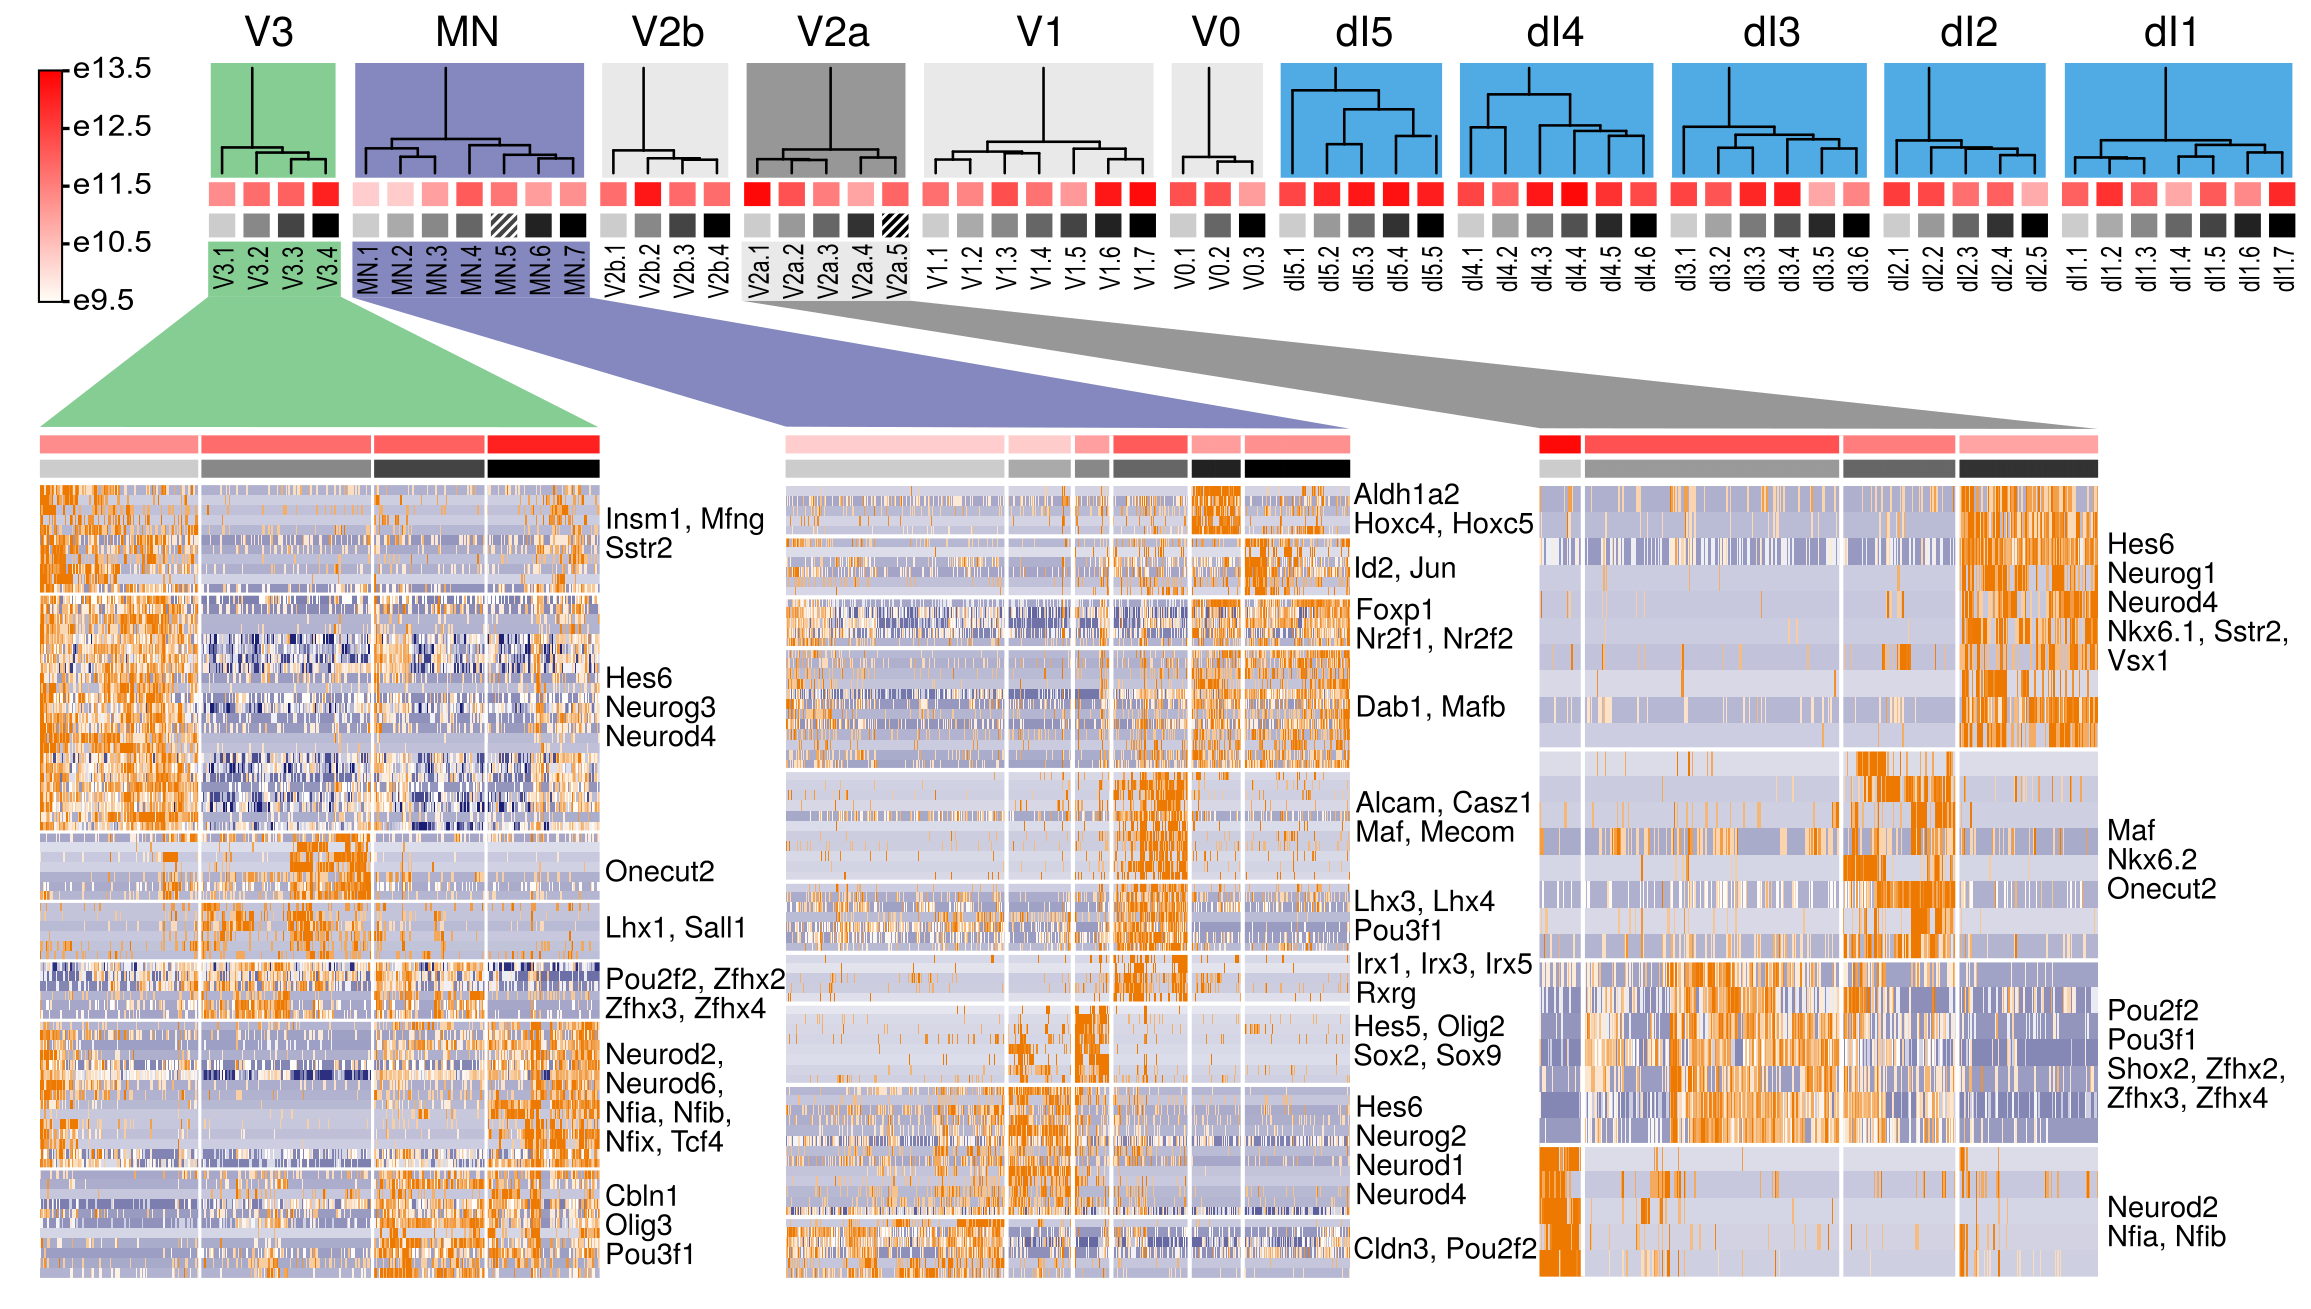 V3 MN V2b V2a V1 V0 dI5 dI4 dI3 dI2 dI1
e13.5
e12.5
e11.5
e10.5
e9.5
V3.1 V3.2 V3.3 V3.4 MN.1 MN.2 MN.3 MN.4 MN.5 MN.6 MN.7 V2b.1 V2b.2 V2b.3 V2b.4 V2a.1 V2a.2 V2a.3 V2a.4 V2a.5 V1.1 V1.2 V1.3 V1.4 V1.5 V1.6 V1.7 V0.1 V0.2 V0.3 dI5.1 dI5.2 dI5.3 dI5.4 dI5.5 dI4.1 dI4.2 dI4.3 dI4.4 dI4.5 dI4.6 dI3.1 dI3.2 dI3.3 dI3.4 dI3.5 dI3.6 dI2.1 dI2.2 dI2.3 dI2.4 dI2.5 dI1.1 dI1.2 dI1.3 dI1.4 dI1.5 dI1.6 dI1.7
Insm1, Mfng
Sstr2
Hes6
Neurog3
Neurod4
Onecut2
Lhx1, Sall1
Pou2f2, Zfhx2
Zfhx3, Zfhx4
Neurod2,
Neurod6,
Nfia, Nfib,
Nfix, Tcf4
Cbln1
Olig3
Pou3f1
Aldh1a2
Hoxc4, Hoxc5
Id2, Jun
Foxp1
Nr2f1, Nr2f2
Dab1, Mafb
Alcam, Casz1
Maf, Mecom
Lhx3, Lhx4
Pou3f1
Irx1, Irx3, Irx5
Rxrg
Hes5, Olig2
Sox2, Sox9
Hes6
Neurog2
Neurod1
Neurod4
Cldn3, Pou2f2
Hes6
Neurog1
Neurod4
Nkx6.1, Sstr2,
Vsx1
Maf
Nkx6.2
Onecut2
Pou2f2
Pou3f1
Shox2, Zfhx2,
Zfhx3, Zfhx4
Neurod2
Nfia, Nfib